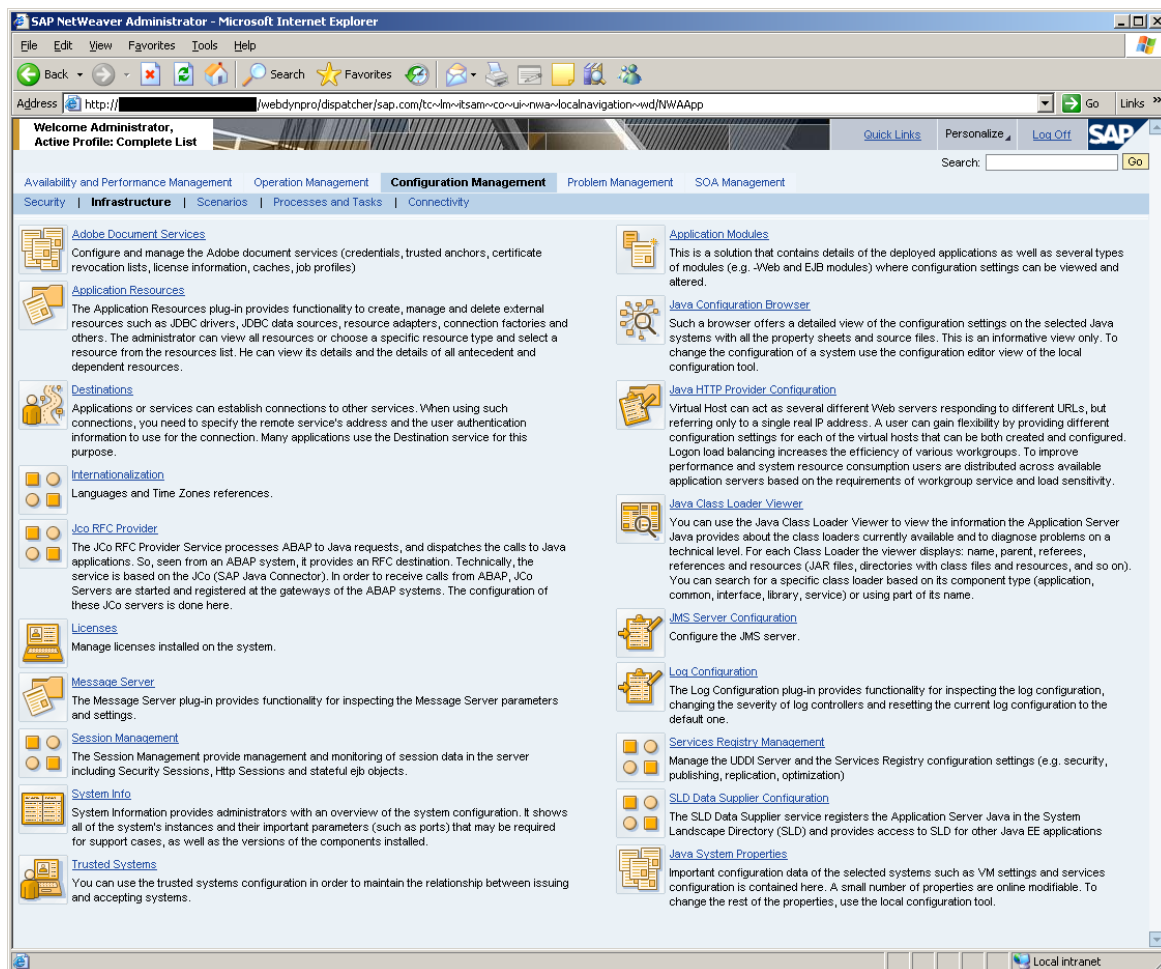 SAP NetWeaver Administrator - Microsoft Internet Explorer
File Edit View Favorites Tools Help
Back Search Favorites
Address http:// /webdynpro/dispatcher/sap.com/tc~lm~itsam~co~ui~nwa~localnavigation~wd/NWAApp Go Links »
Welcome Administrator,
Active Profile: Complete List
Quick Links Personalize Log Off SAP
Search: Go
Availability and Performance Management Operation Management Configuration Management Problem Management SOA Management
Security | Infrastructure | Scenarios | Processes and Tasks | Connectivity
Adobe Document Services
Configure and manage the Adobe document services (credentials, trusted anchors, certificate
revocation lists, license information, caches, job profiles)
Application Resources
The Application Resources plug-in provides functionality to create, manage and delete external
resources such as JDBC drivers, JDBC data sources, resource adapters, connection factories and
others. The administrator can view all resources or choose a specific resource type and select a
resource from the resources list. He can view its details and the details of all antecedent and
dependent resources.
Destinations
Applications or services can establish connections to other services. When using such
connections, you need to specify the remote service's address and the user authentication
information to use for the connection. Many applications use the Destination service for this
purpose.
Internationalization
Languages and Time Zones references.
Jco RFC Provider
The JCo RFC Provider Service processes ABAP to Java requests, and dispatches the calls to Java
applications. So, seen from an ABAP system, it provides an RFC destination. Technically, the
service is based on the JCo (SAP Java Connector). In order to receive calls from ABAP, JCo
Servers are started and registered at the gateways of the ABAP systems. The configuration of
these JCo servers is done here.
Licenses
Manage licenses installed on the system.
Message Server
The Message Server plug-in provides functionality for inspecting the Message Server parameters
and settings.
Session Management
The Session Management provide management and monitoring of session data in the server
including Security Sessions, Http Sessions and stateful ejb objects.
System Info
System Information provides administrators with an overview of the system configuration. It shows
all of the system's instances and their important parameters (such as ports) that may be required
for support cases, as well as the versions of the components installed.
Trusted Systems
You can use the trusted systems configuration in order to maintain the relationship between issuing
and accepting systems.
Application Modules
This is a solution that contains details of the deployed applications as well as several types
of modules (e.g. -Web and EJB modules) where configuration settings can be viewed and
altered.
Java Configuration Browser
Such a browser offers a detailed view of the configuration settings on the selected Java
systems with all the property sheets and source files. This is an informative view only. To
change the configuration of a system use the configuration editor view of the local
configuration tool.
Java HTTP Provider Configuration
Virtual Host can act as several different Web servers responding to different URLs, but
referring only to a single real IP address. A user can gain flexibility by providing different
configuration settings for each of the virtual hosts that can be both created and configured.
Logon load balancing increases the efficiency of various workgroups. To improve
performance and system resource consumption users are distributed across available
application servers based on the requirements of workgroup service and load sensitivity.
Java Class Loader Viewer
You can use the Java Class Loader Viewer to view the information the Application Server
Java provides about the class loaders currently available and to diagnose problems on a
technical level. For each Class Loader the viewer displays: name, parent, referees,
references and resources (JAR files, directories with class files and resources, and so on).
You can search for a specific class loader based on its component type (application,
common, interface, library, service) or using part of its name.
JMS Server Configuration
Configure the JMS server.
Log Configuration
The Log Configuration plug-in provides functionality for inspecting the log configuration,
changing the severity of log controllers and resetting the current log configuration to the
default one.
Services Registry Management
Manage the UDDI Server and the Services Registry configuration settings (e.g. security,
publishing, replication, optimization)
SLD Data Supplier Configuration
The SLD Data Supplier service registers the Application Server Java in the System
Landscape Directory (SLD) and provides access to SLD for other Java EE applications
Java System Properties
Important configuration data of the selected systems such as VM settings and services
configuration is contained here. A small number of properties are online modifiable. To
change the rest of the properties, use the local configuration tool.
Local intranet